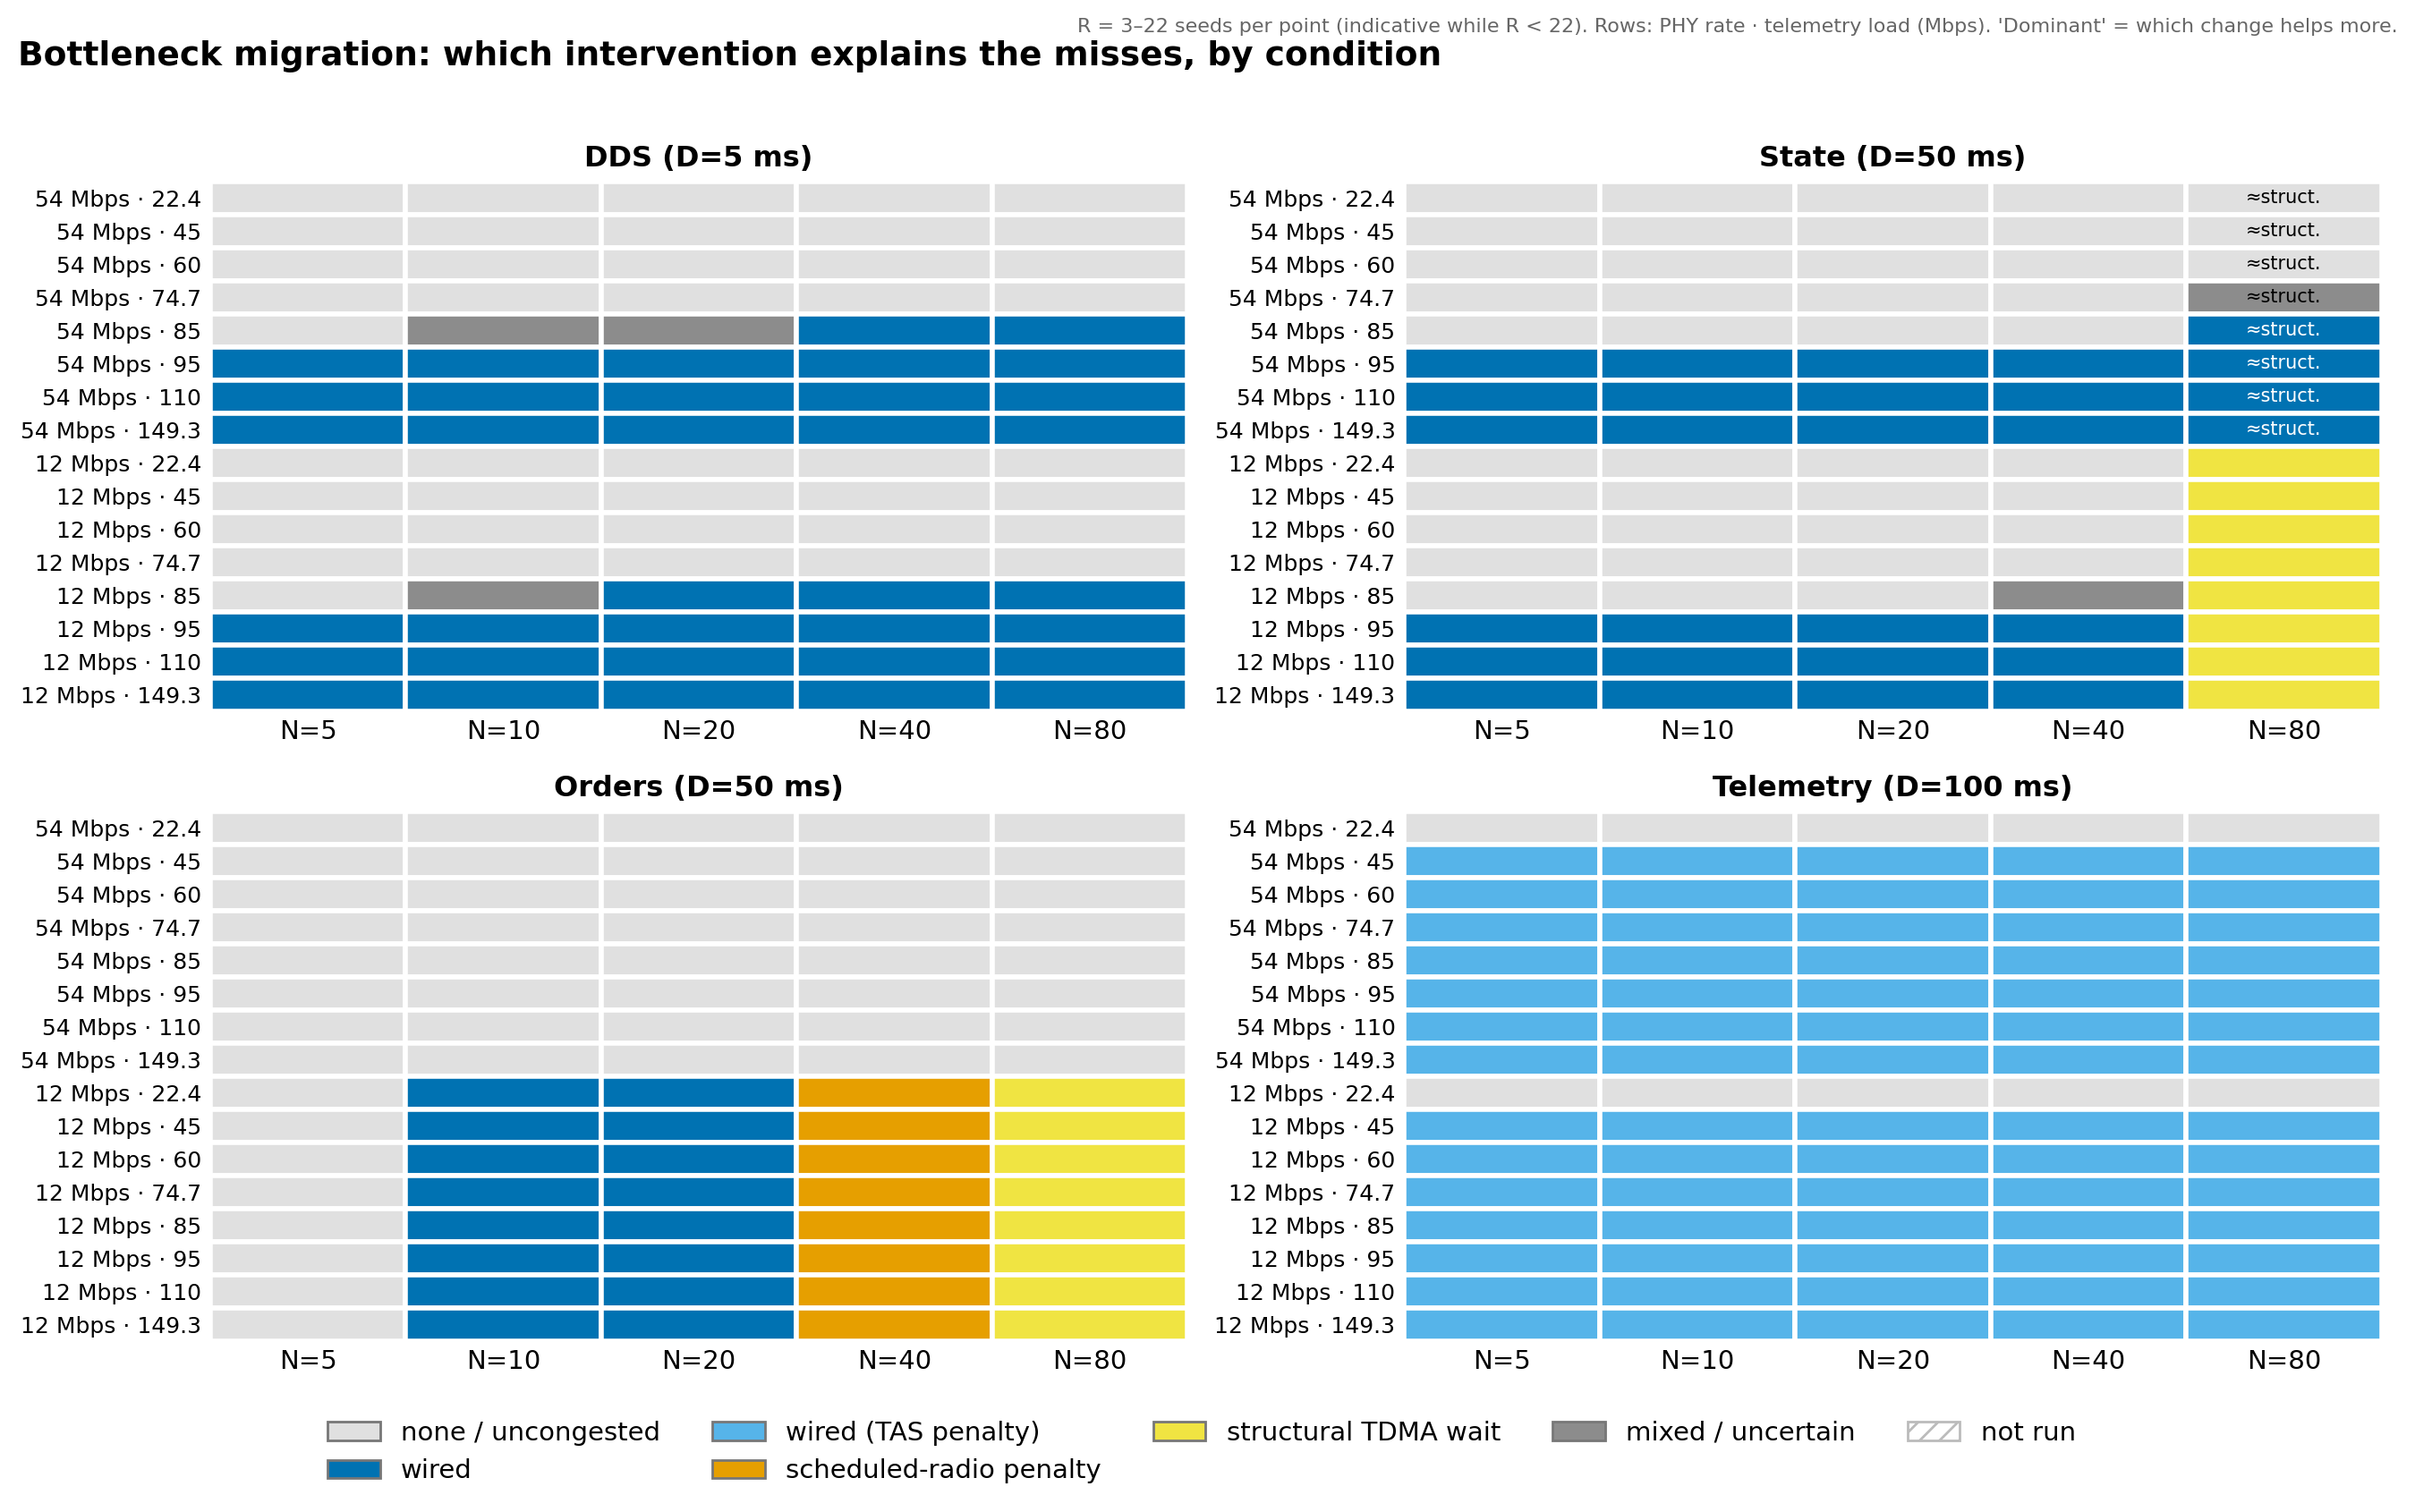 R = 3–22 seeds per point (indicative while R < 22). Rows: PHY rate · telemetry load (Mbps). 'Dominant' = which change helps more.
Bottleneck migration: which intervention explains the misses, by condition
DDS (D=5 ms)
54 Mbps · 22.4
54 Mbps · 45
54 Mbps · 60
54 Mbps · 74.7
54 Mbps · 85
54 Mbps · 95
54 Mbps · 110
54 Mbps · 149.3
12 Mbps · 22.4
12 Mbps · 45
12 Mbps · 60
12 Mbps · 74.7
12 Mbps · 85
12 Mbps · 95
12 Mbps · 110
12 Mbps · 149.3
N=5 N=10 N=20 N=40 N=80
State (D=50 ms)
54 Mbps · 22.4 ≈struct.
54 Mbps · 45 ≈struct.
54 Mbps · 60 ≈struct.
54 Mbps · 74.7 ≈struct.
54 Mbps · 85 ≈struct.
54 Mbps · 95 ≈struct.
54 Mbps · 110 ≈struct.
54 Mbps · 149.3 ≈struct.
12 Mbps · 22.4
12 Mbps · 45
12 Mbps · 60
12 Mbps · 74.7
12 Mbps · 85
12 Mbps · 95
12 Mbps · 110
12 Mbps · 149.3
N=5 N=10 N=20 N=40 N=80
Orders (D=50 ms)
54 Mbps · 22.4
54 Mbps · 45
54 Mbps · 60
54 Mbps · 74.7
54 Mbps · 85
54 Mbps · 95
54 Mbps · 110
54 Mbps · 149.3
12 Mbps · 22.4
12 Mbps · 45
12 Mbps · 60
12 Mbps · 74.7
12 Mbps · 85
12 Mbps · 95
12 Mbps · 110
12 Mbps · 149.3
N=5 N=10 N=20 N=40 N=80
Telemetry (D=100 ms)
54 Mbps · 22.4
54 Mbps · 45
54 Mbps · 60
54 Mbps · 74.7
54 Mbps · 85
54 Mbps · 95
54 Mbps · 110
54 Mbps · 149.3
12 Mbps · 22.4
12 Mbps · 45
12 Mbps · 60
12 Mbps · 74.7
12 Mbps · 85
12 Mbps · 95
12 Mbps · 110
12 Mbps · 149.3
N=5 N=10 N=20 N=40 N=80
none / uncongested wired (TAS penalty) structural TDMA wait mixed / uncertain not run
wired scheduled-radio penalty